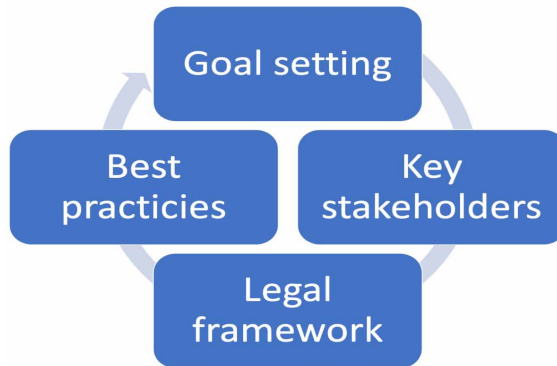 Goal setting
Key
stakeholders
Legal
framework
Best
practicies